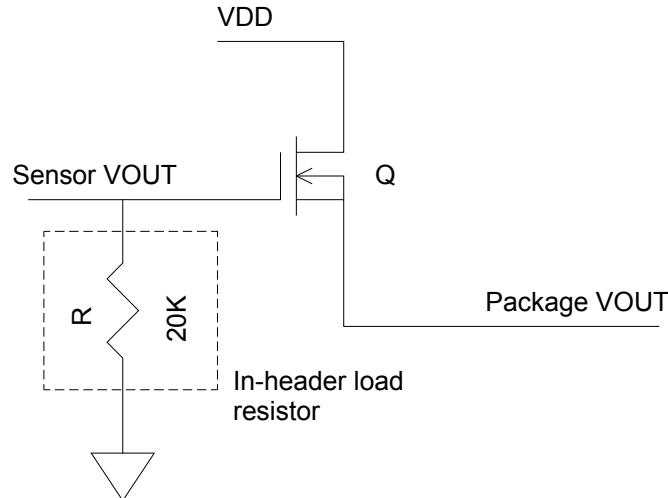 VDD
Sensor VOUT
Q
Package VOUT
R
20K
In-header load
resistor